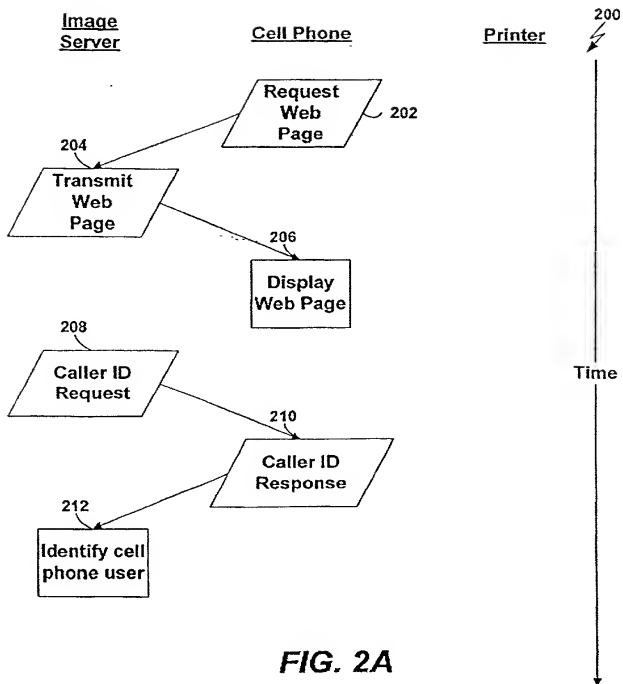 Image
Server
Cell Phone
Printer
200
Request
Web
Page
202
204
Transmit
Web
Page
206
Display
Web Page
208
Caller ID
Request
Time
210
Caller ID
Response
212
Identify cell
phone user
FIG. 2A